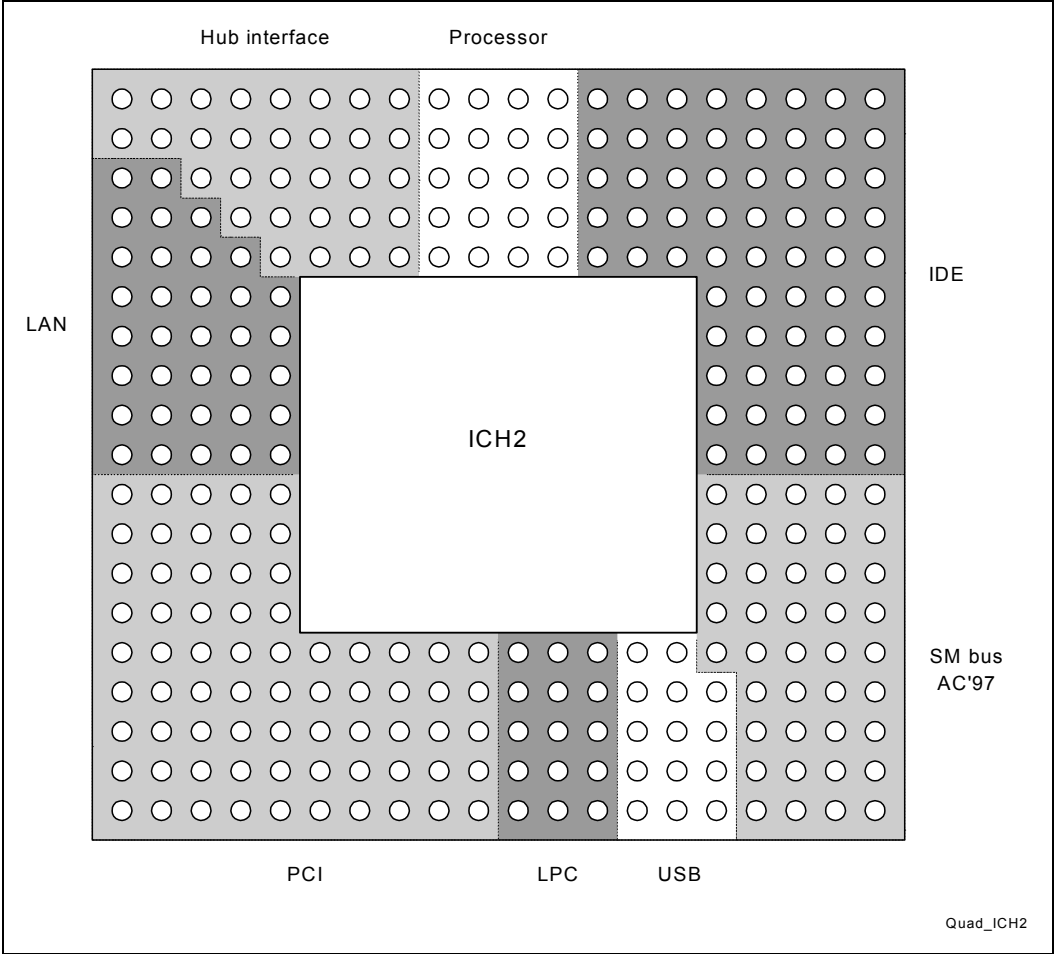 Hub interface
Processor
IDE
LAN
ICH2
SM bus
AC'97
PCI
LPC
USB
Quad_ICH2